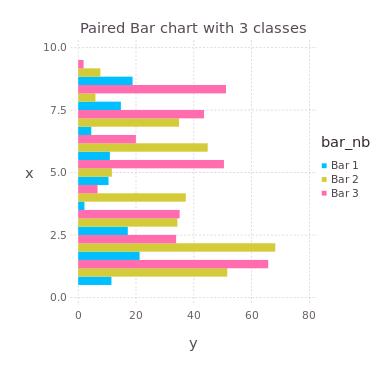 Paired Bar chart with 3 classes
10.0
7.5
5.0
2.5
0.0
x
0 20 40 60 80
y
bar_nb
Bar 1
Bar 2
Bar 3